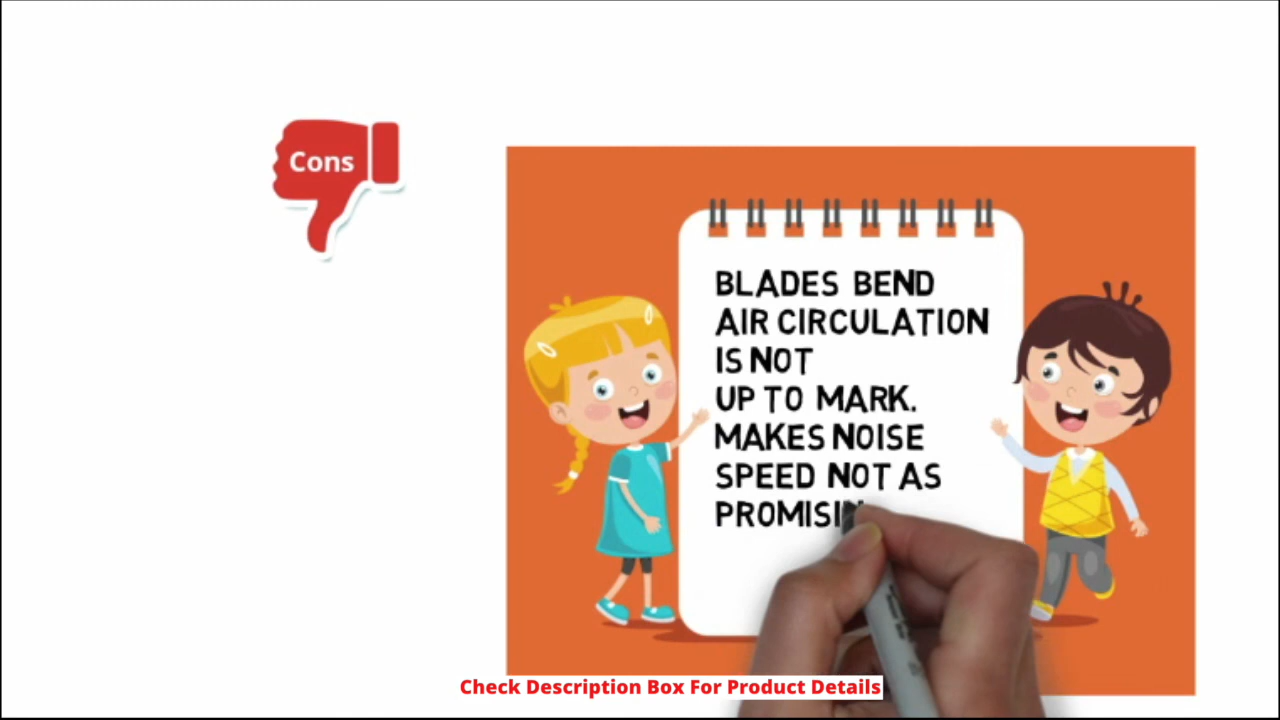 Cons
BLADES BEND
AIR CIRCULATION
IS NOT
UP TO MARK.
MAKES NOISE
SPEED NOT AS
Check Description Box For Product Details